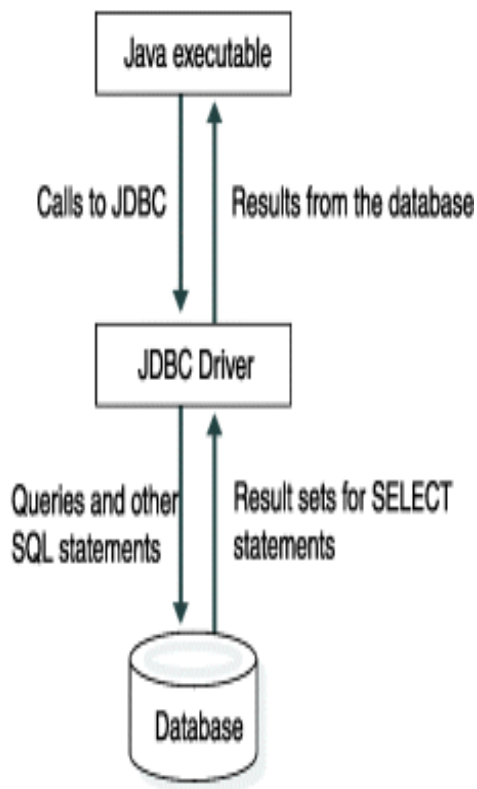 Java executable
Calls to JDBC
Results from the database
JDBC Driver
Queries and other
SQL statements
Result sets for SELECT
statements
Database